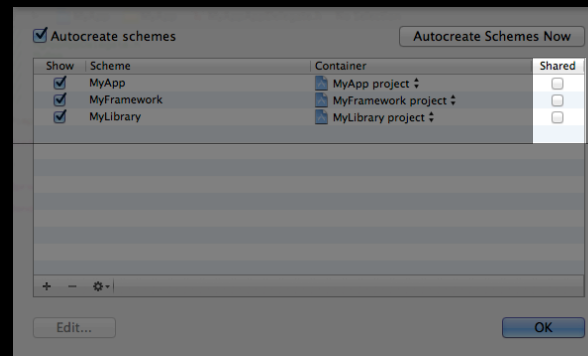 Autocreate schemes Autocreate Schemes Now
Show Scheme Container Shared
MyApp MyApp project
MyFramework MyFramework project
MyLibrary MyLibrary project
Edit... OK